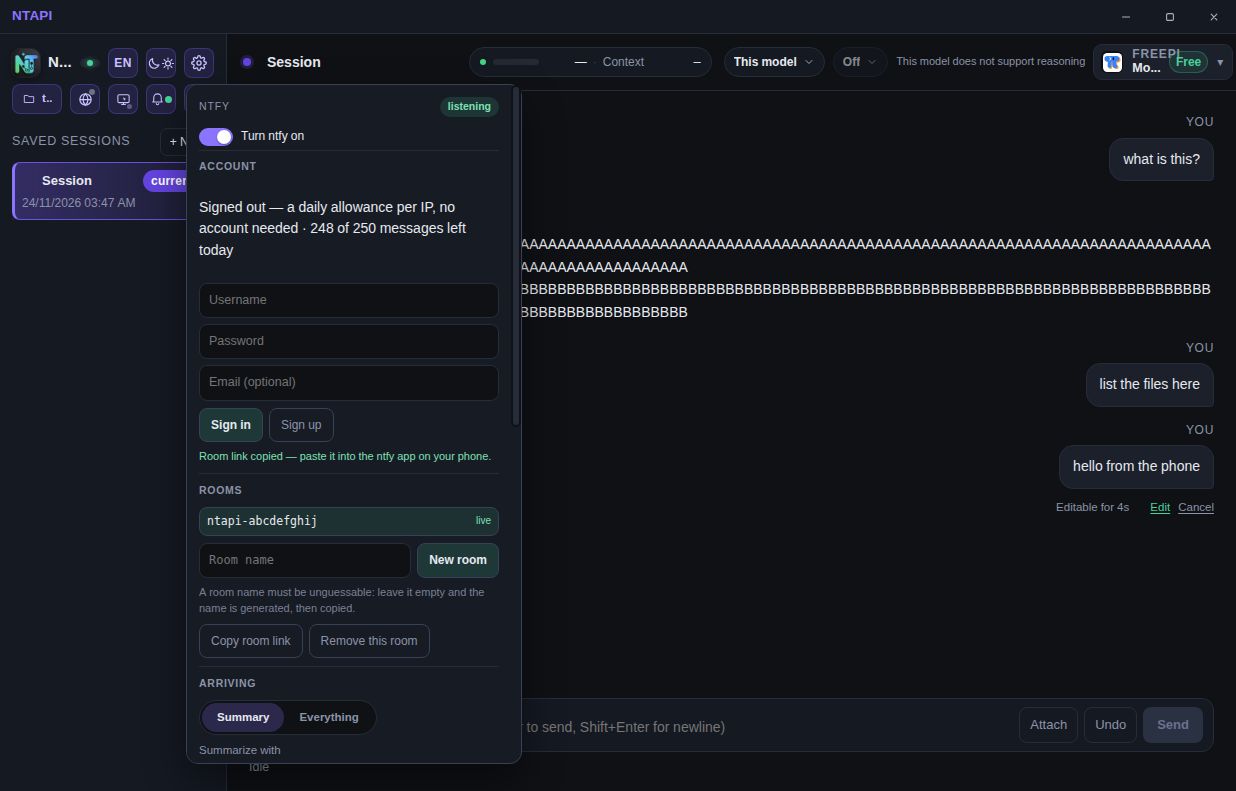 NTAPI
N...
EN
Session
—
·
Context
–
This model
Off
This model does not support reasoning
FREEPI
Mo...
Free
t..
SAVED SESSIONS
+ N
Session
curren
24/11/2026 03:47 AM
NTFY
listening
Turn ntfy on
ACCOUNT
Signed out — a daily allowance per IP, no
account needed · 248 of 250 messages left
today
Username
Password
Email (optional)
Sign in
Sign up
Room link copied — paste it into the ntfy app on your phone.
ROOMS
ntapi-abcdefghij
live
Room name
New room
A room name must be unguessable: leave it empty and the
name is generated, then copied.
Copy room link
Remove this room
ARRIVING
Summary
Everything
Summarize with
YOU
what is this?
YOU
list the files here
YOU
hello from the phone
Editable for 4s
Edit
Cancel
to send, Shift+Enter for newline)
Attach
Undo
Send
Idle